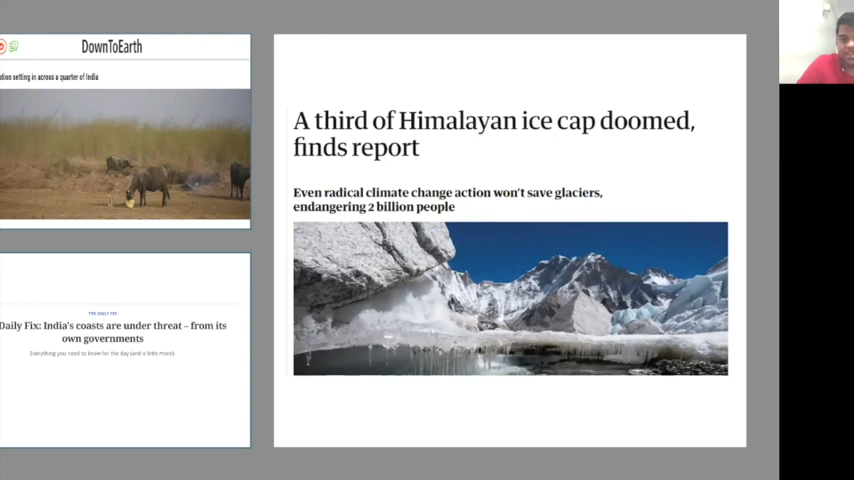 DownToEarth
ation setting in across a quarter of India
A third of Himalayan ice cap doomed,
finds report
Even radical climate change action won't save glaciers,
endangering 2 billion people
THE DAILY FIX
Daily Fix: India's coasts are under threat – from its
own governments
Everything you need to know for the day (and a little more).